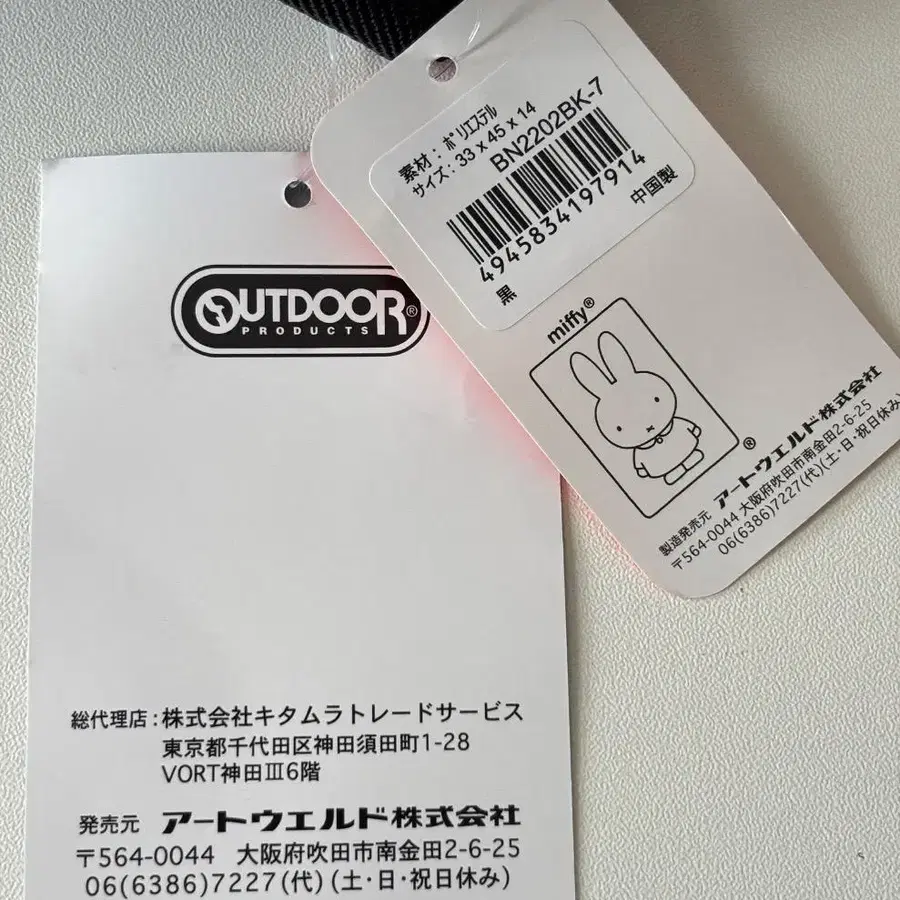 素材：ﾎﾟﾘｴｽﾃﾙ
サイズ：33 x 45 x 14
BN2202BK-7
4945834197914
黒
中国製
miffy®
®
製造発売元 アートウエルド株式会社
〒564-0044 大阪府吹田市南金田2-6-25
06(6386)7227(代)(土・日・祝日休み)
OUTDOOR®
PRODUCTS
総代理店：株式会社キタムラトレードサービス
東京都千代田区神田須田町1-28
VORT神田Ⅲ6階
発売元 アートウエルド株式会社
〒564-0044 大阪府吹田市南金田2-6-25
06(6386)7227(代)(土・日・祝日休み)